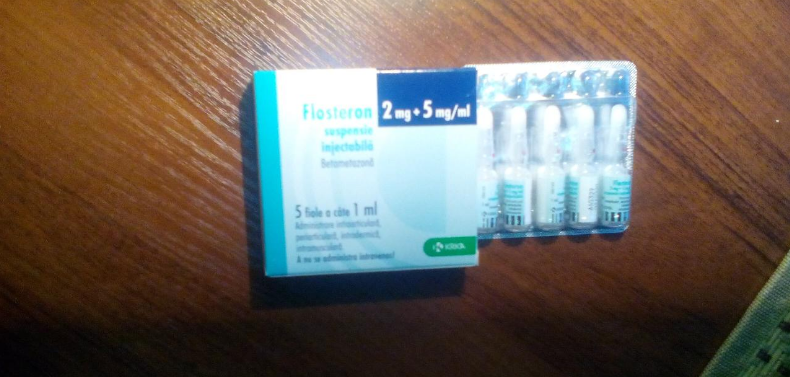 Flosteron
2 mg + 5 mg/ml
suspensie
injectabilă
Betametazonă
5 fiole a câte 1 ml
Administrare intraarticulară,
periarticulară, intradermică,
intramusculară.
A nu se administra intravenos!
KRKA